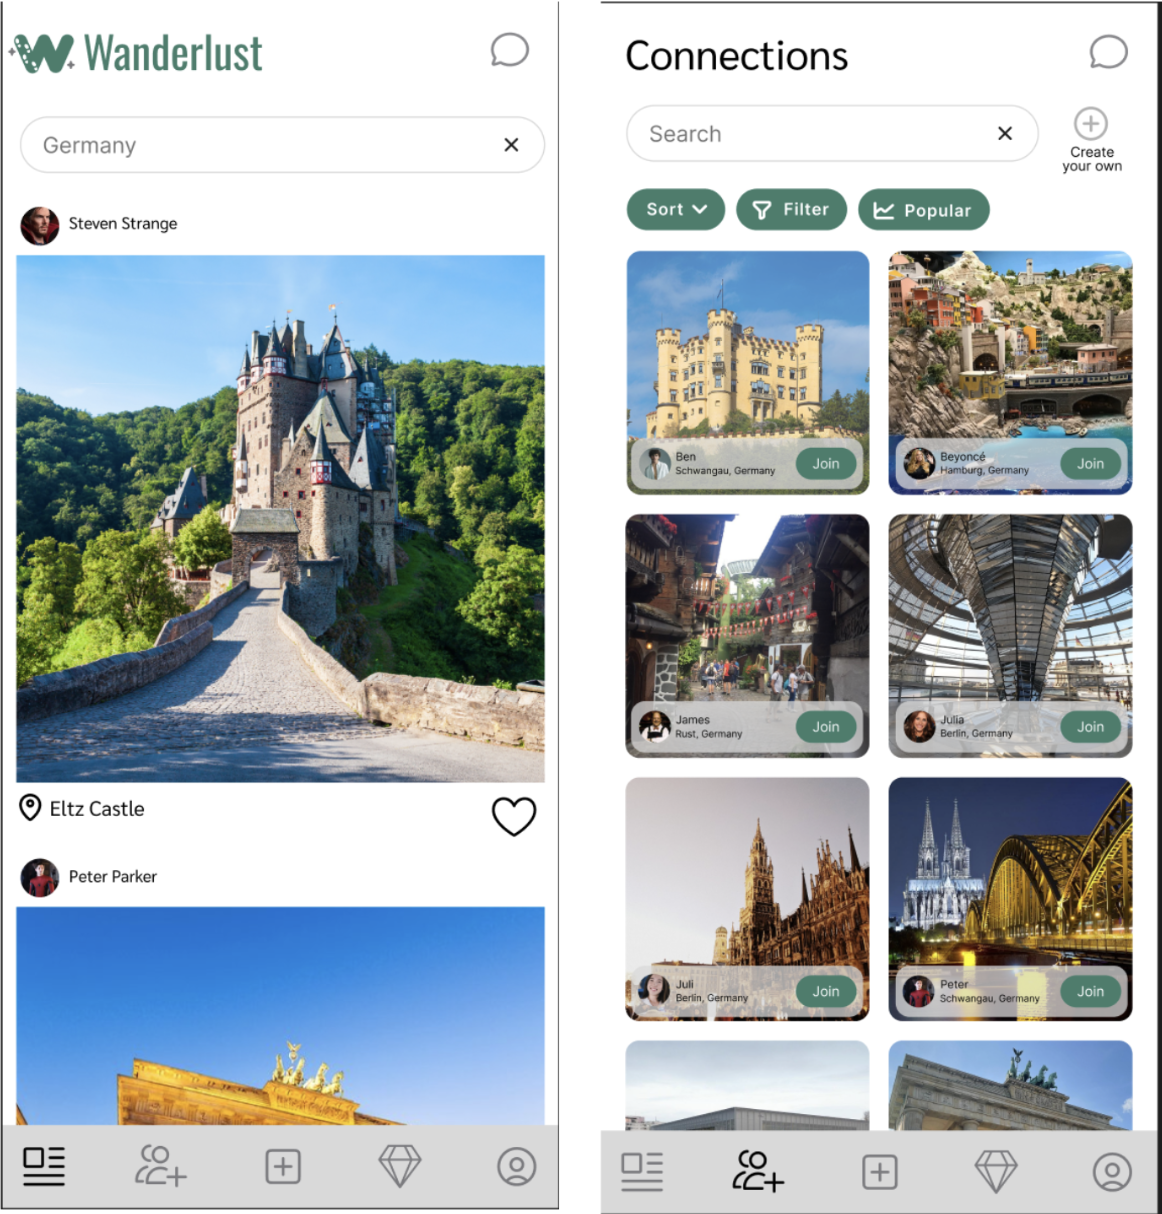 Wanderlust
Germany
Steven Strange
Eltz Castle
Peter Parker
Connections
Search
Create
your own
Sort
Filter
Popular
Ben
Schwangau, Germany
Join
Beyoncé
Hamburg, Germany
Join
James
Rust, Germany
Join
Julia
Berlin, Germany
Join
Juli
Berlin, Germany
Join
Peter
Schwangau, Germany
Join